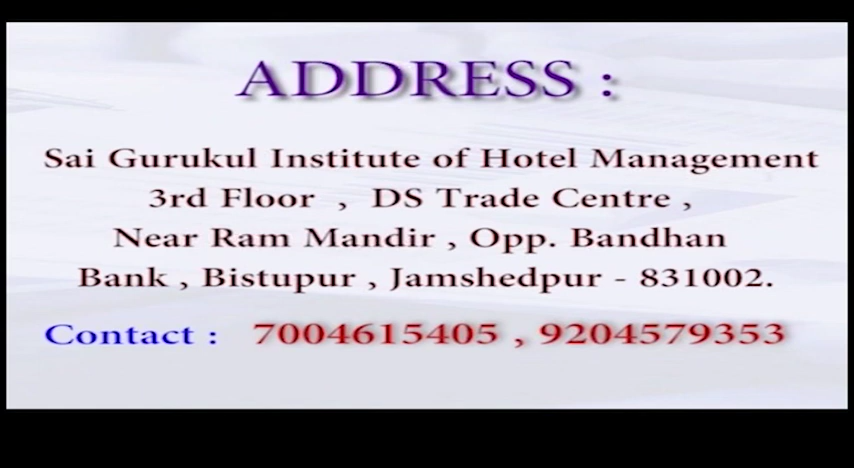 ADDRESS :
Sai Gurukul Institute of Hotel Management
3rd Floor , DS Trade Centre ,
Near Ram Mandir , Opp. Bandhan
Bank , Bistupur , Jamshedpur - 831002.
Contact : 7004615405 , 9204579353